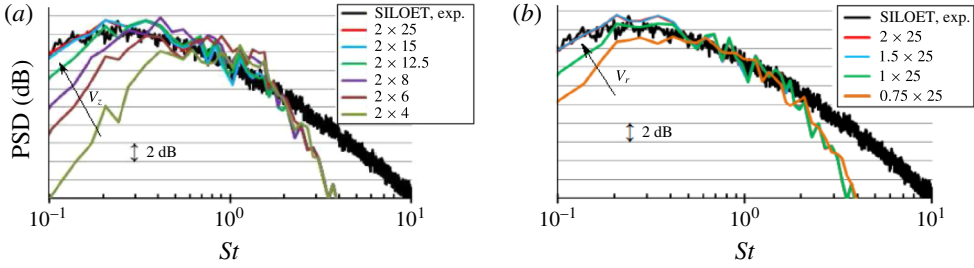 (a)
PSD (dB)
V_z
2 dB
SILOET, exp.
2 × 25
2 × 15
2 × 12.5
2 × 8
2 × 6
2 × 4
10^-1
10^0
10^1
St
(b)
V_r
2 dB
SILOET, exp.
2 × 25
1.5 × 25
1 × 25
0.75 × 25
10^-1
10^0
10^1
St